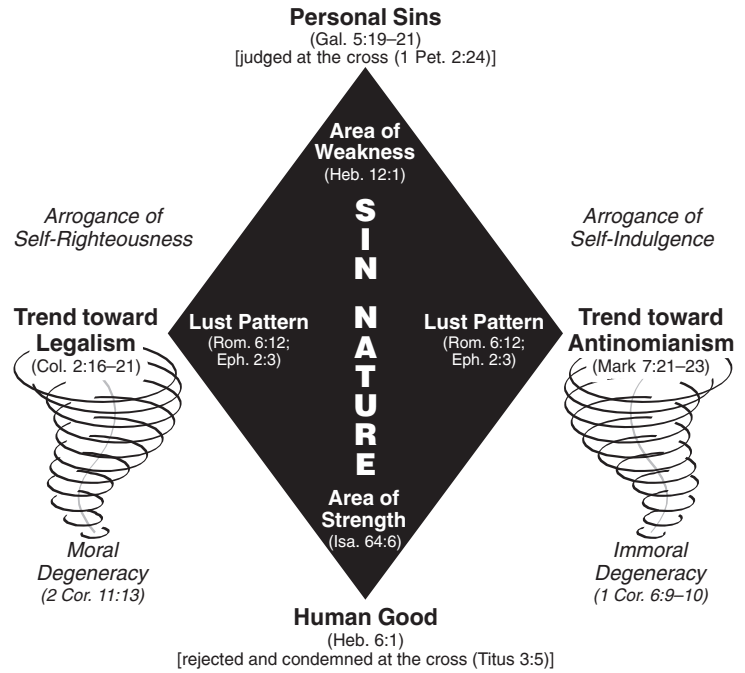 Personal Sins
(Gal. 5:19–21)
[judged at the cross (1 Pet. 2:24)]
Area of
Weakness
(Heb. 12:1)
SIN NATURE
Arrogance of
Self-Righteousness
Arrogance of
Self-Indulgence
Trend toward
Legalism
(Col. 2:16–21)
Lust Pattern
(Rom. 6:12;
Eph. 2:3)
Lust Pattern
(Rom. 6:12;
Eph. 2:3)
Trend toward
Antinomianism
(Mark 7:21–23)
Area of
Strength
(Isa. 64:6)
Moral
Degeneracy
(2 Cor. 11:13)
Immoral
Degeneracy
(1 Cor. 6:9–10)
Human Good
(Heb. 6:1)
[rejected and condemned at the cross (Titus 3:5)]